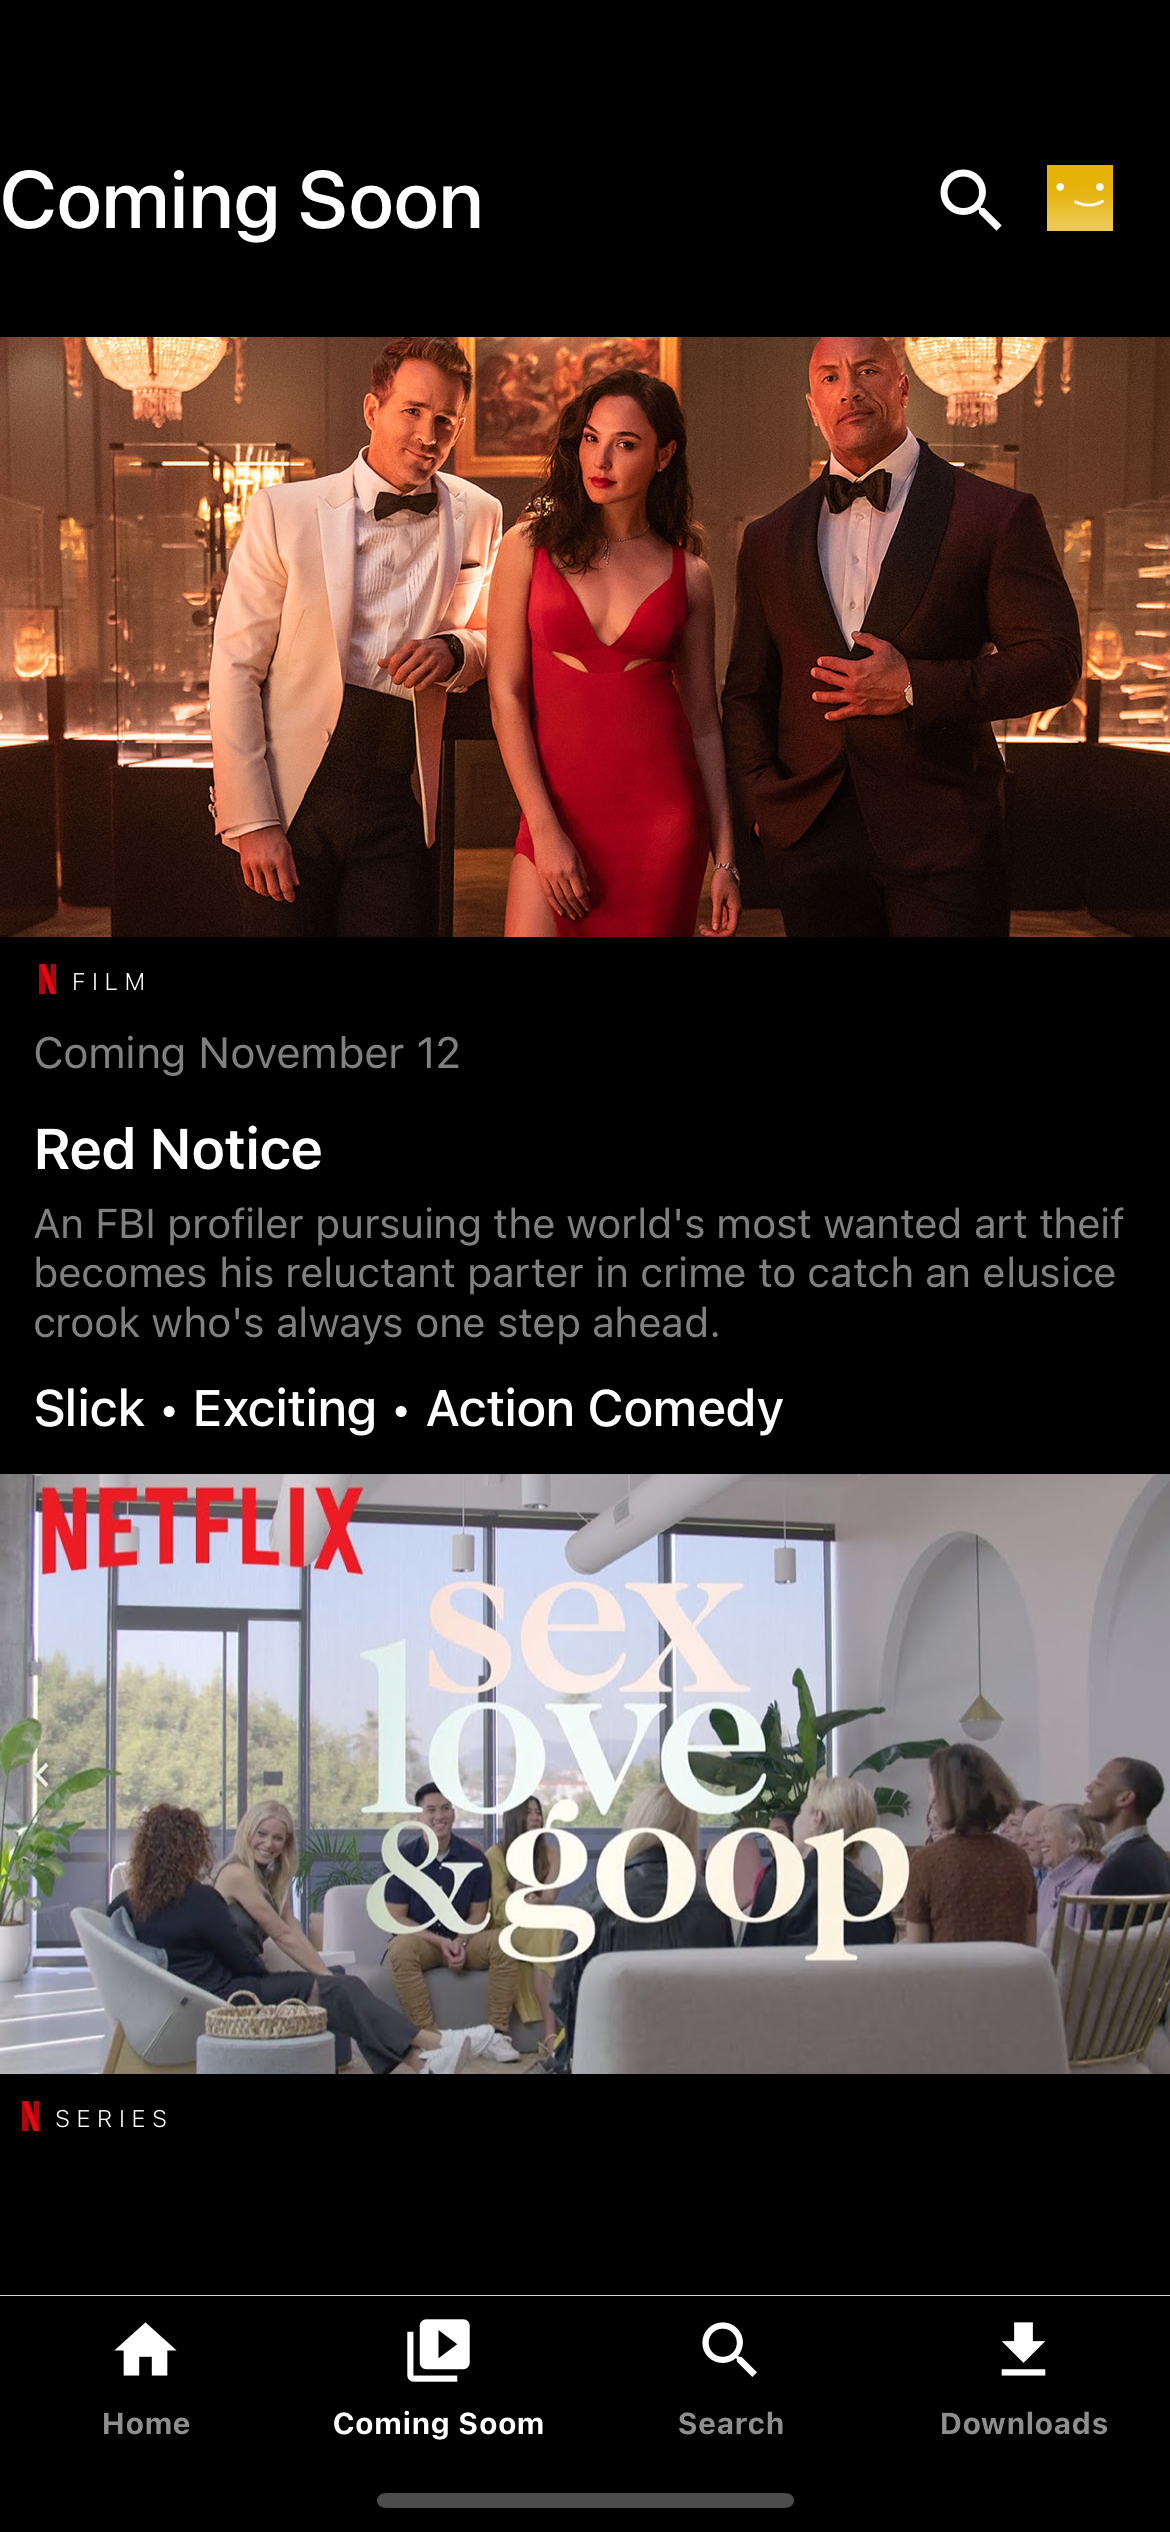 Coming Soon
N FILM
Coming November 12
Red Notice
An FBI profiler pursuing the world's most wanted art theif
becomes his reluctant parter in crime to catch an elusice
crook who's always one step ahead.
Slick • Exciting • Action Comedy
NETFLIX
sex
love
&goop
N SERIES
Home
Coming Soom
Search
Downloads